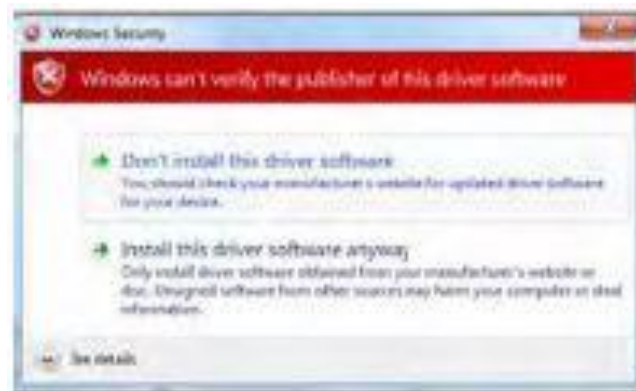 Windows Security
Windows can't verify the publisher of this driver software
Don't install this driver software
You should check your manufacturer's website for updated driver software
for your device.
Install this driver software anyway
Only install driver software obtained from your manufacturer's website or
disc. Unsigned software from other sources may harm your computer or steal
information.
See details